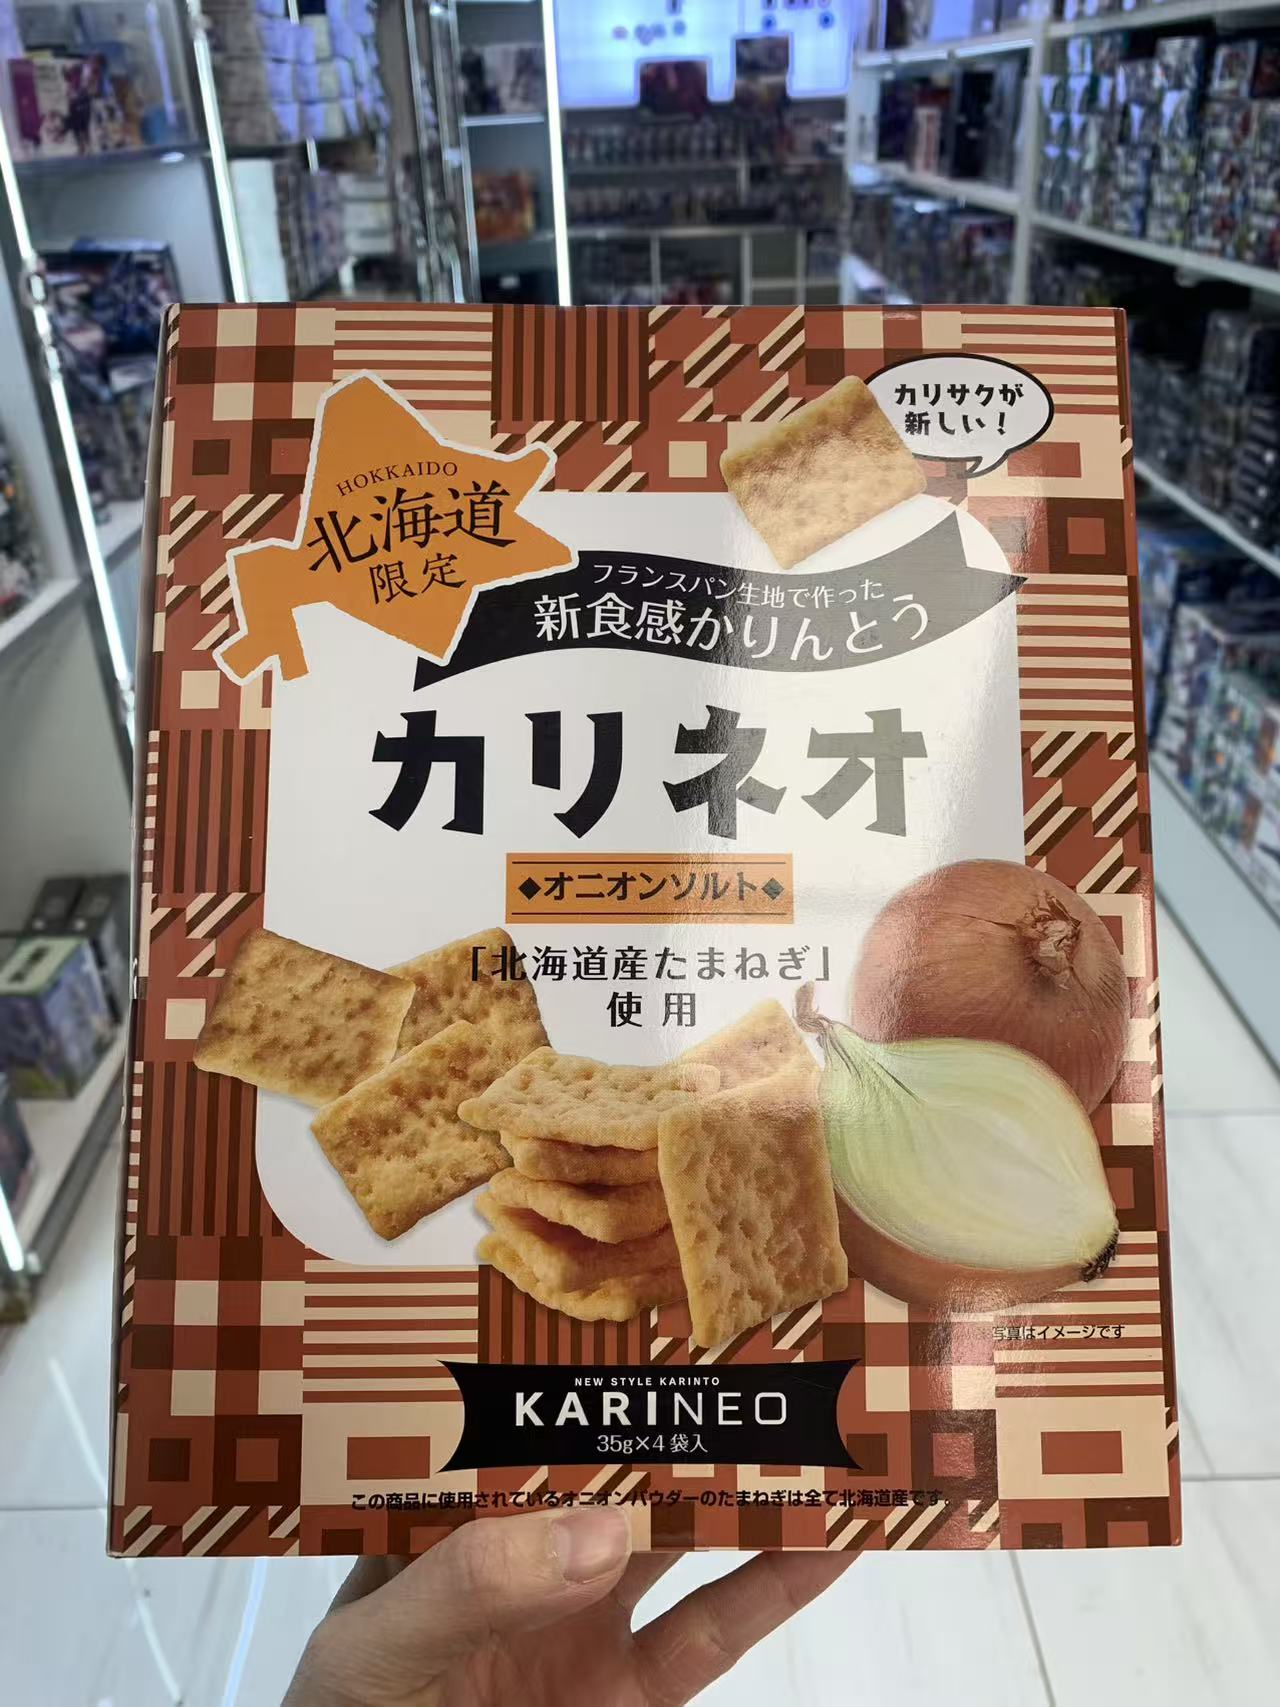 カリサクが
新しい!
HOKKAIDO
北海道
限定
フランスパン生地で作った
新食感かりんとう
カリネオ
◆オニオンソルト◆
「北海道産たまねぎ」
使用
写真はイメージです
NEW STYLE KARINTO
KARINEO
35g×4袋入
この商品に使用されているオニオンパウダーのたまねぎは全て北海道産です。